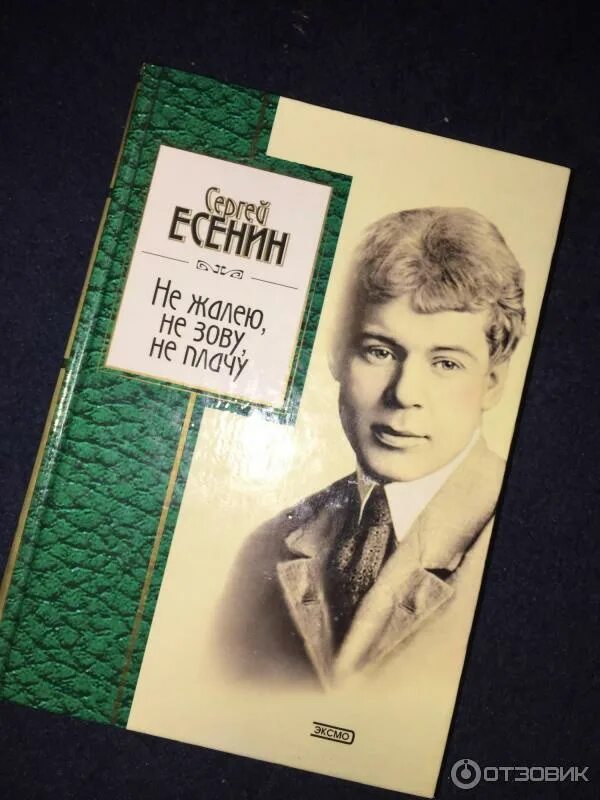 Сергей
ЕСЕНИН
Не жалею,
не зову,
не плачу
ЭКСМО
ОТЗОВИК